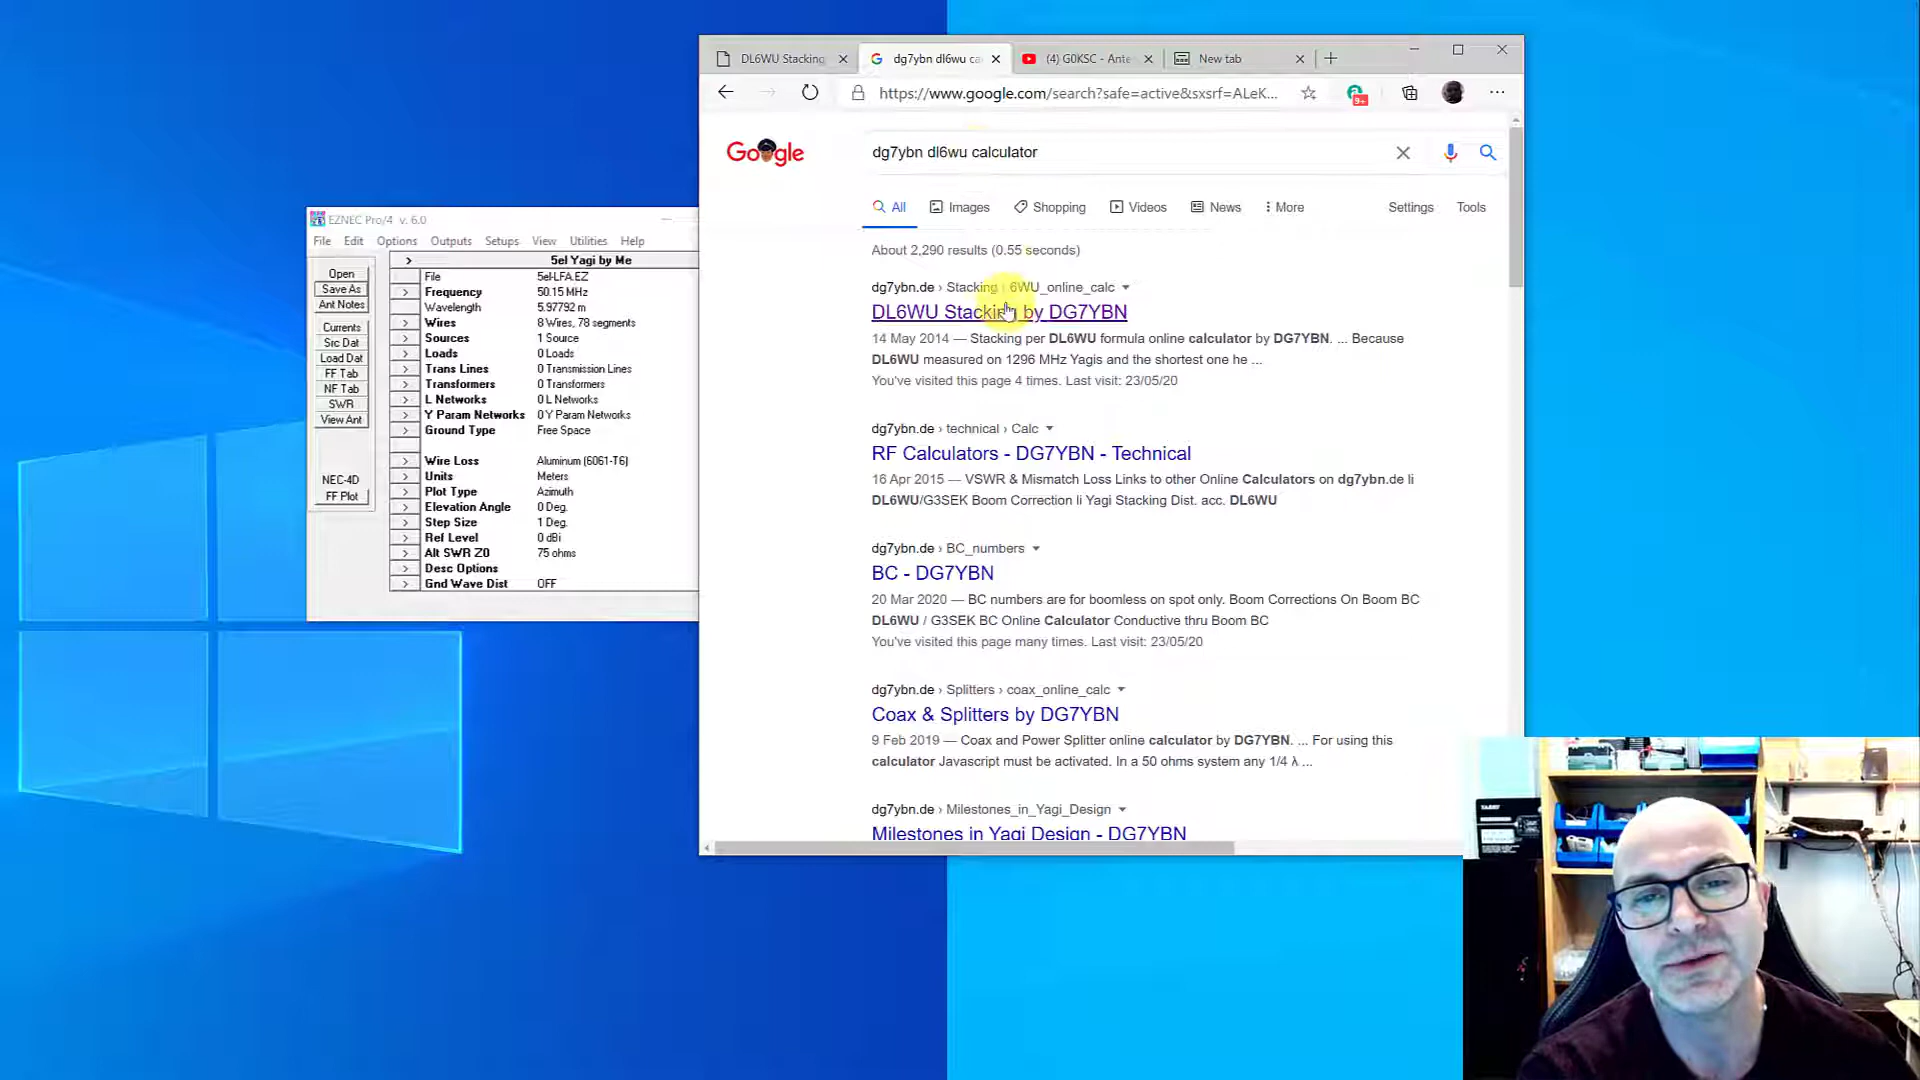 DL6WU Stacking
dg7ybn dl6wu ca
(4) G0KSC - Ante
New tab
https://www.google.com/search?safe=active&sxsrf=ALeK...
9+
Google
dg7ybn dl6wu calculator
All
Images
Shopping
Videos
News
More
Settings
Tools
About 2,290 results (0.55 seconds)
dg7ybn.de › Stacking › 6WU_online_calc
DL6WU Stacking by DG7YBN
14 May 2014 — Stacking per DL6WU formula online calculator by DG7YBN. ... Because
DL6WU measured on 1296 MHz Yagis and the shortest one he ...
You've visited this page 4 times. Last visit: 23/05/20
dg7ybn.de › technical › Calc
RF Calculators - DG7YBN - Technical
16 Apr 2015 — VSWR & Mismatch Loss Links to other Online Calculators on dg7ybn.de li
DL6WU/G3SEK Boom Correction li Yagi Stacking Dist. acc. DL6WU
dg7ybn.de › BC_numbers
BC - DG7YBN
20 Mar 2020 — BC numbers are for boomless on spot only. Boom Corrections On Boom BC
DL6WU / G3SEK BC Online Calculator Conductive thru Boom BC
You've visited this page many times. Last visit: 23/05/20
dg7ybn.de › Splitters › coax_online_calc
Coax & Splitters by DG7YBN
9 Feb 2019 — Coax and Power Splitter online calculator by DG7YBN. ... For using this
calculator Javascript must be activated. In a 50 ohms system any 1/4 λ ...
dg7ybn.de › Milestones_in_Yagi_Design
Milestones in Yagi Design - DG7YBN
EZNEC Pro/4 v. 6.0
File Edit Options Outputs Setups View Utilities Help
Open
Save As
Ant Notes
Currents
Src Dat
Load Dat
FF Tab
NF Tab
SWR
View Ant
NEC-4D
FF Plot
> 5el Yagi by Me
File 5el-LFA.EZ
> Frequency 50.15 MHz
Wavelength 5.97792 m
> Wires 8 Wires, 78 segments
> Sources 1 Source
> Loads 0 Loads
> Trans Lines 0 Transmission Lines
> Transformers 0 Transformers
> L Networks 0 L Networks
> Y Param Networks 0 Y Param Networks
> Ground Type Free Space
> Wire Loss Aluminum (6061-T6)
> Units Meters
> Plot Type Azimuth
> Elevation Angle 0 Deg.
> Step Size 1 Deg.
> Ref Level 0 dBi
> Alt SWR Z0 75 ohms
> Desc Options
> Gnd Wave Dist OFF